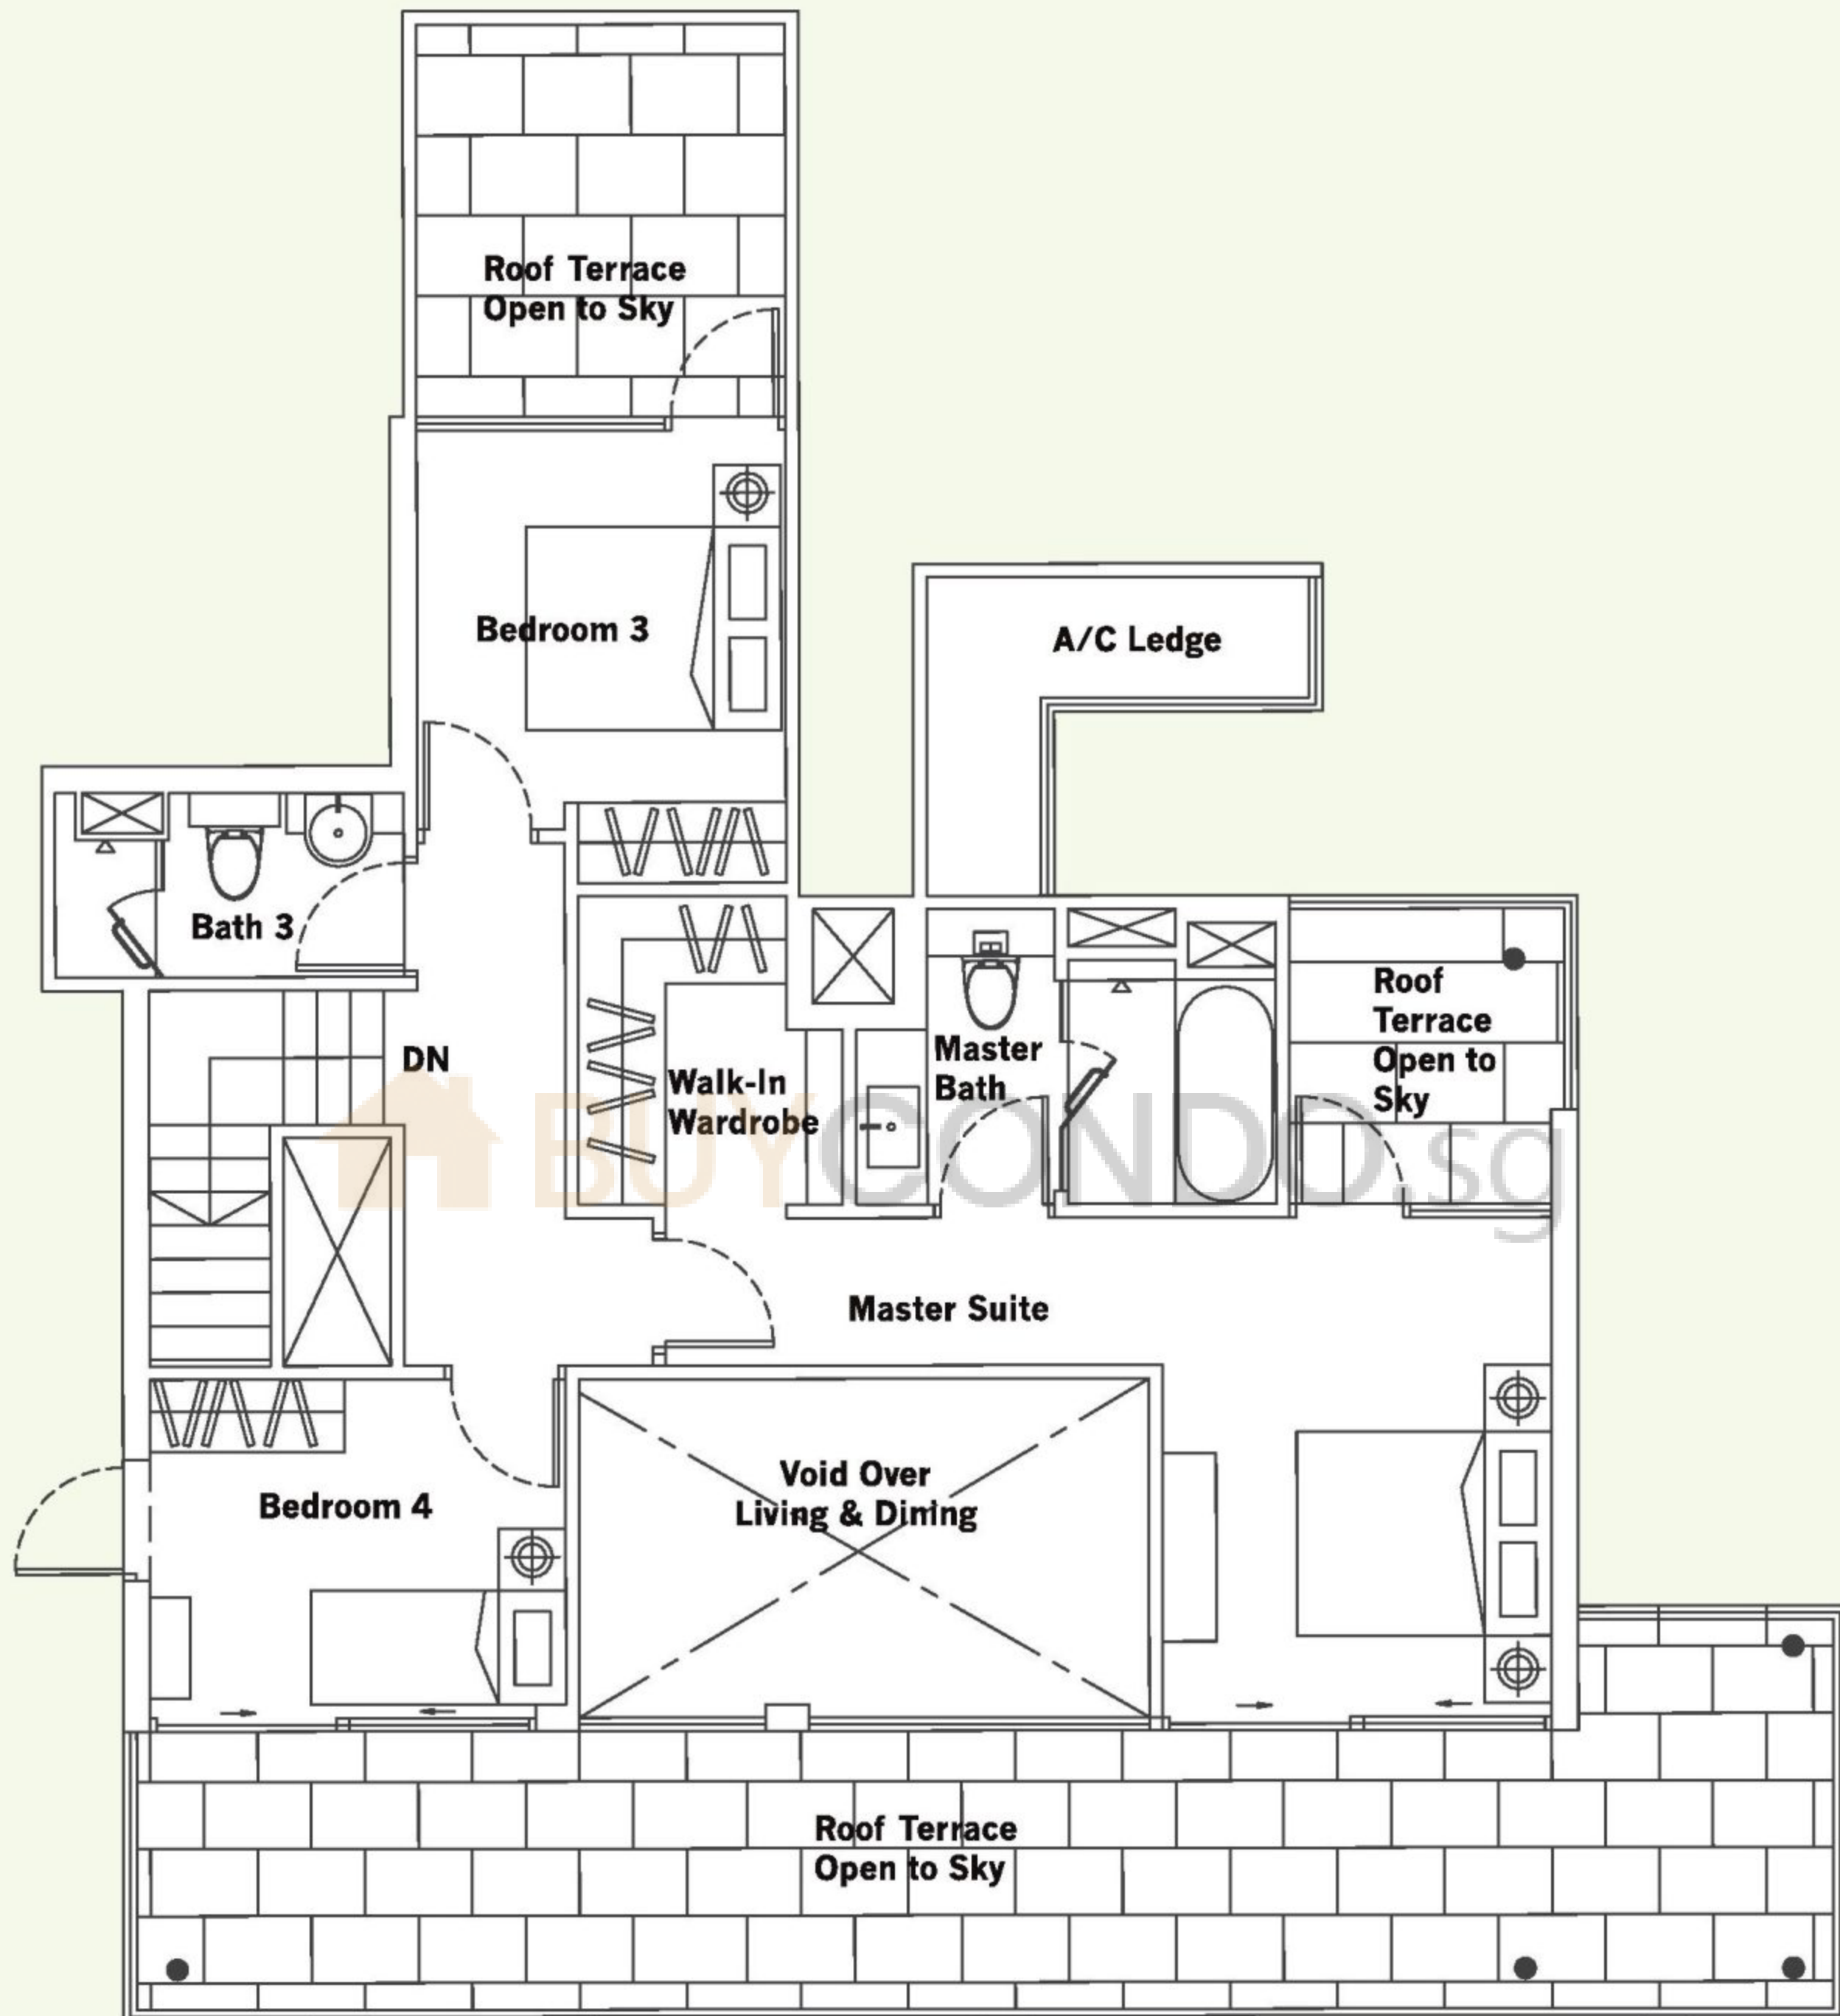 Roof Terrace
Open to Sky
Bedroom 3
A/C Ledge
Bath 3
Roof
Terrace
Open to
Sky
DN
Master
Bath
Walk-In
Wardrobe
BUYCONDO.sg
Master Suite
Void Over
Living & Dining
Bedroom 4
Roof Terrace
Open to Sky